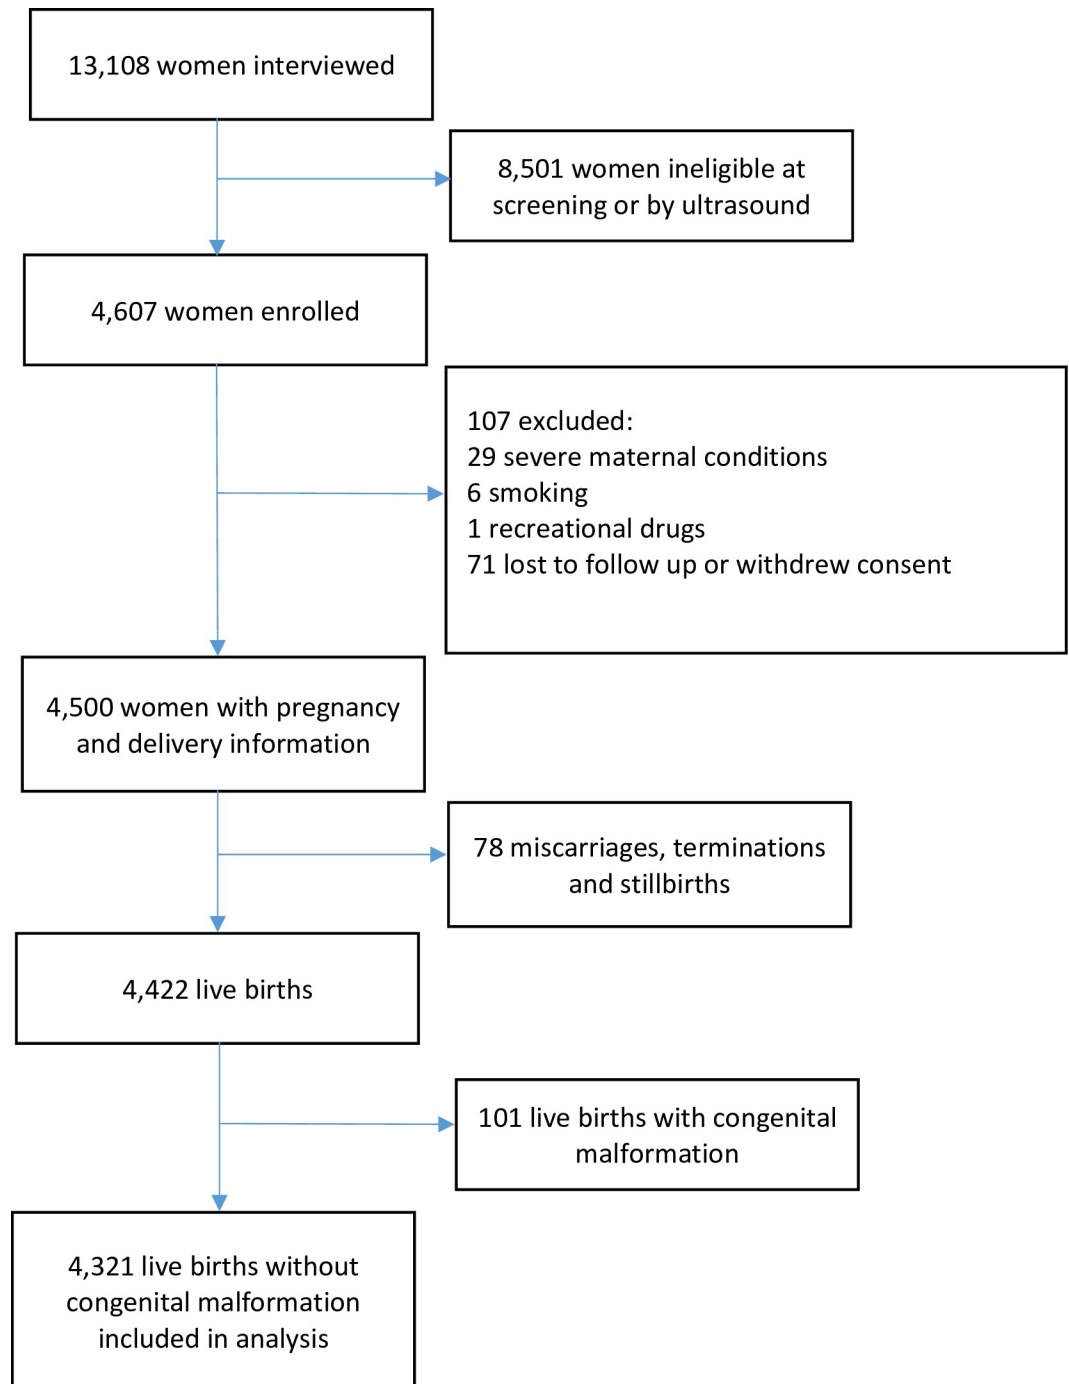 13,108 women interviewed
8,501 women ineligible at
screening or by ultrasound
4,607 women enrolled
107 excluded:
29 severe maternal conditions
6 smoking
1 recreational drugs
71 lost to follow up or withdrew consent
4,500 women with pregnancy
and delivery information
78 miscarriages, terminations
and stillbirths
4,422 live births
101 live births with congenital
malformation
4,321 live births without
congenital malformation
included in analysis